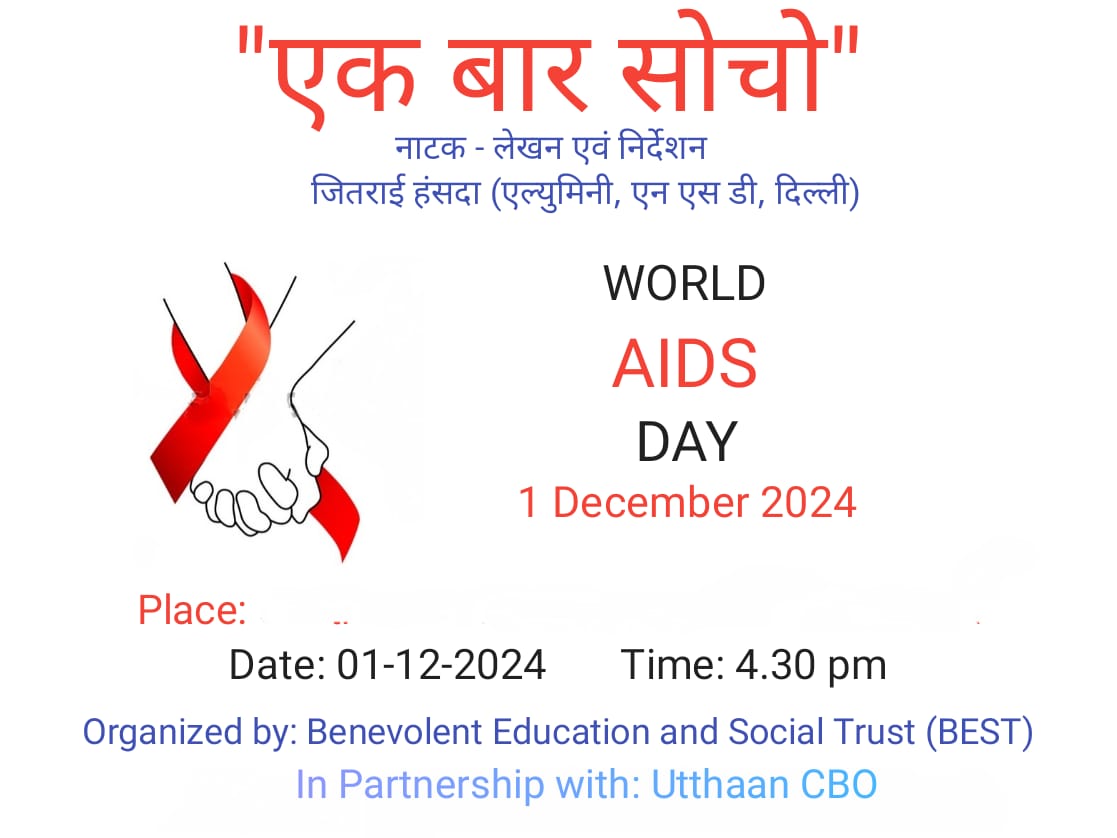 "एक बार सोचो"
नाटक - लेखन एवं निर्देशन
जितराई हंसदा (एल्युमिनी, एन एस डी, दिल्ली)
WORLD
AIDS
DAY
1 December 2024
Place:
Date: 01-12-2024 Time: 4.30 pm
Organized by: Benevolent Education and Social Trust (BEST)
In Partnership with: Utthaan CBO